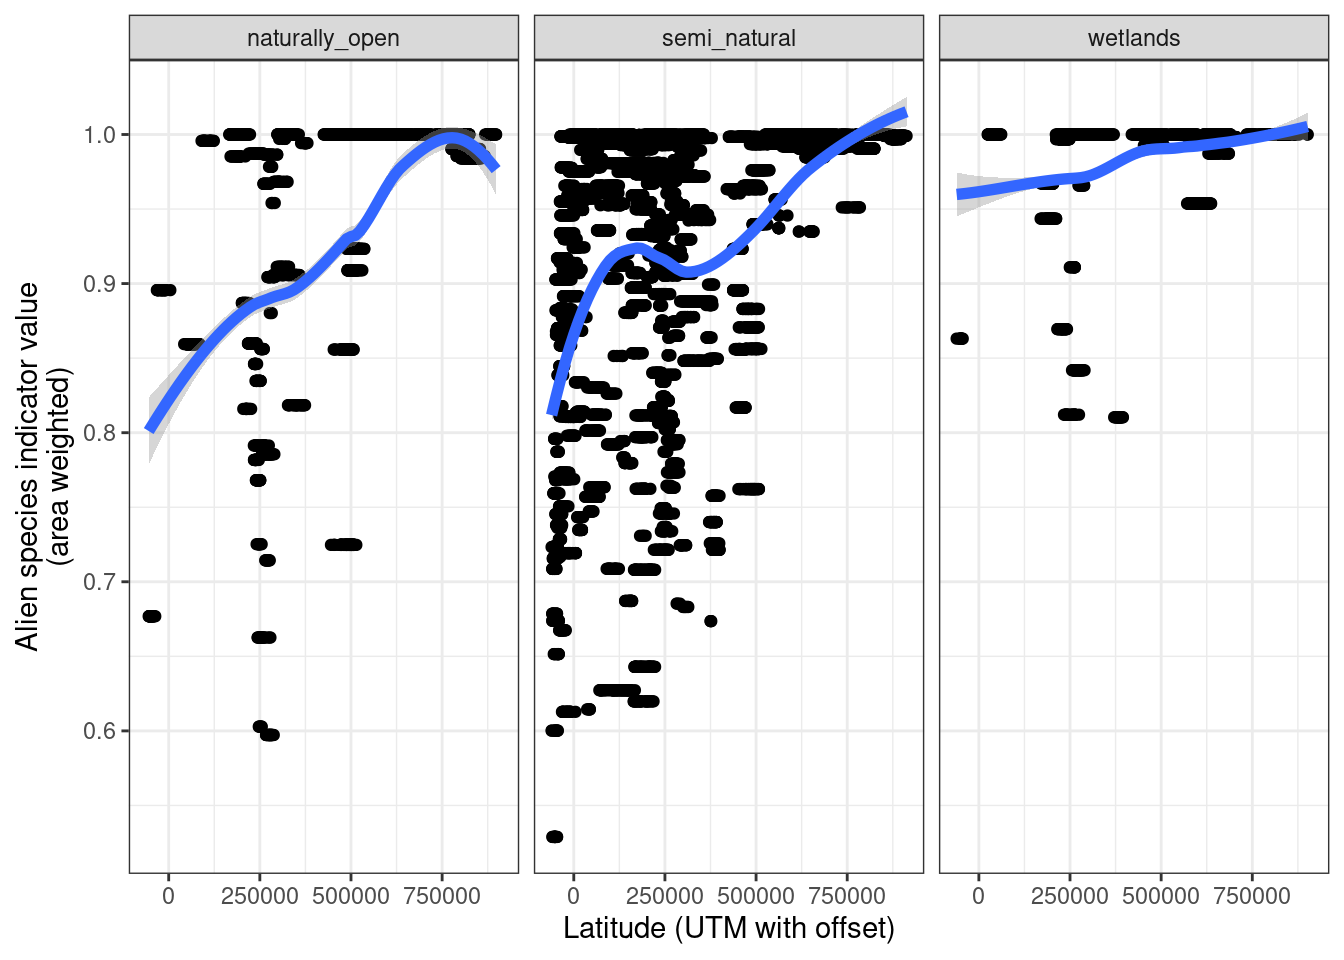 naturally_open
semi_natural
wetlands
1.0
0.9
0.8
0.7
0.6
Alien species indicator value
(area weighted)
0 250000 500000 750000
0 250000 500000 750000
0 250000 500000 750000
Latitude (UTM with offset)